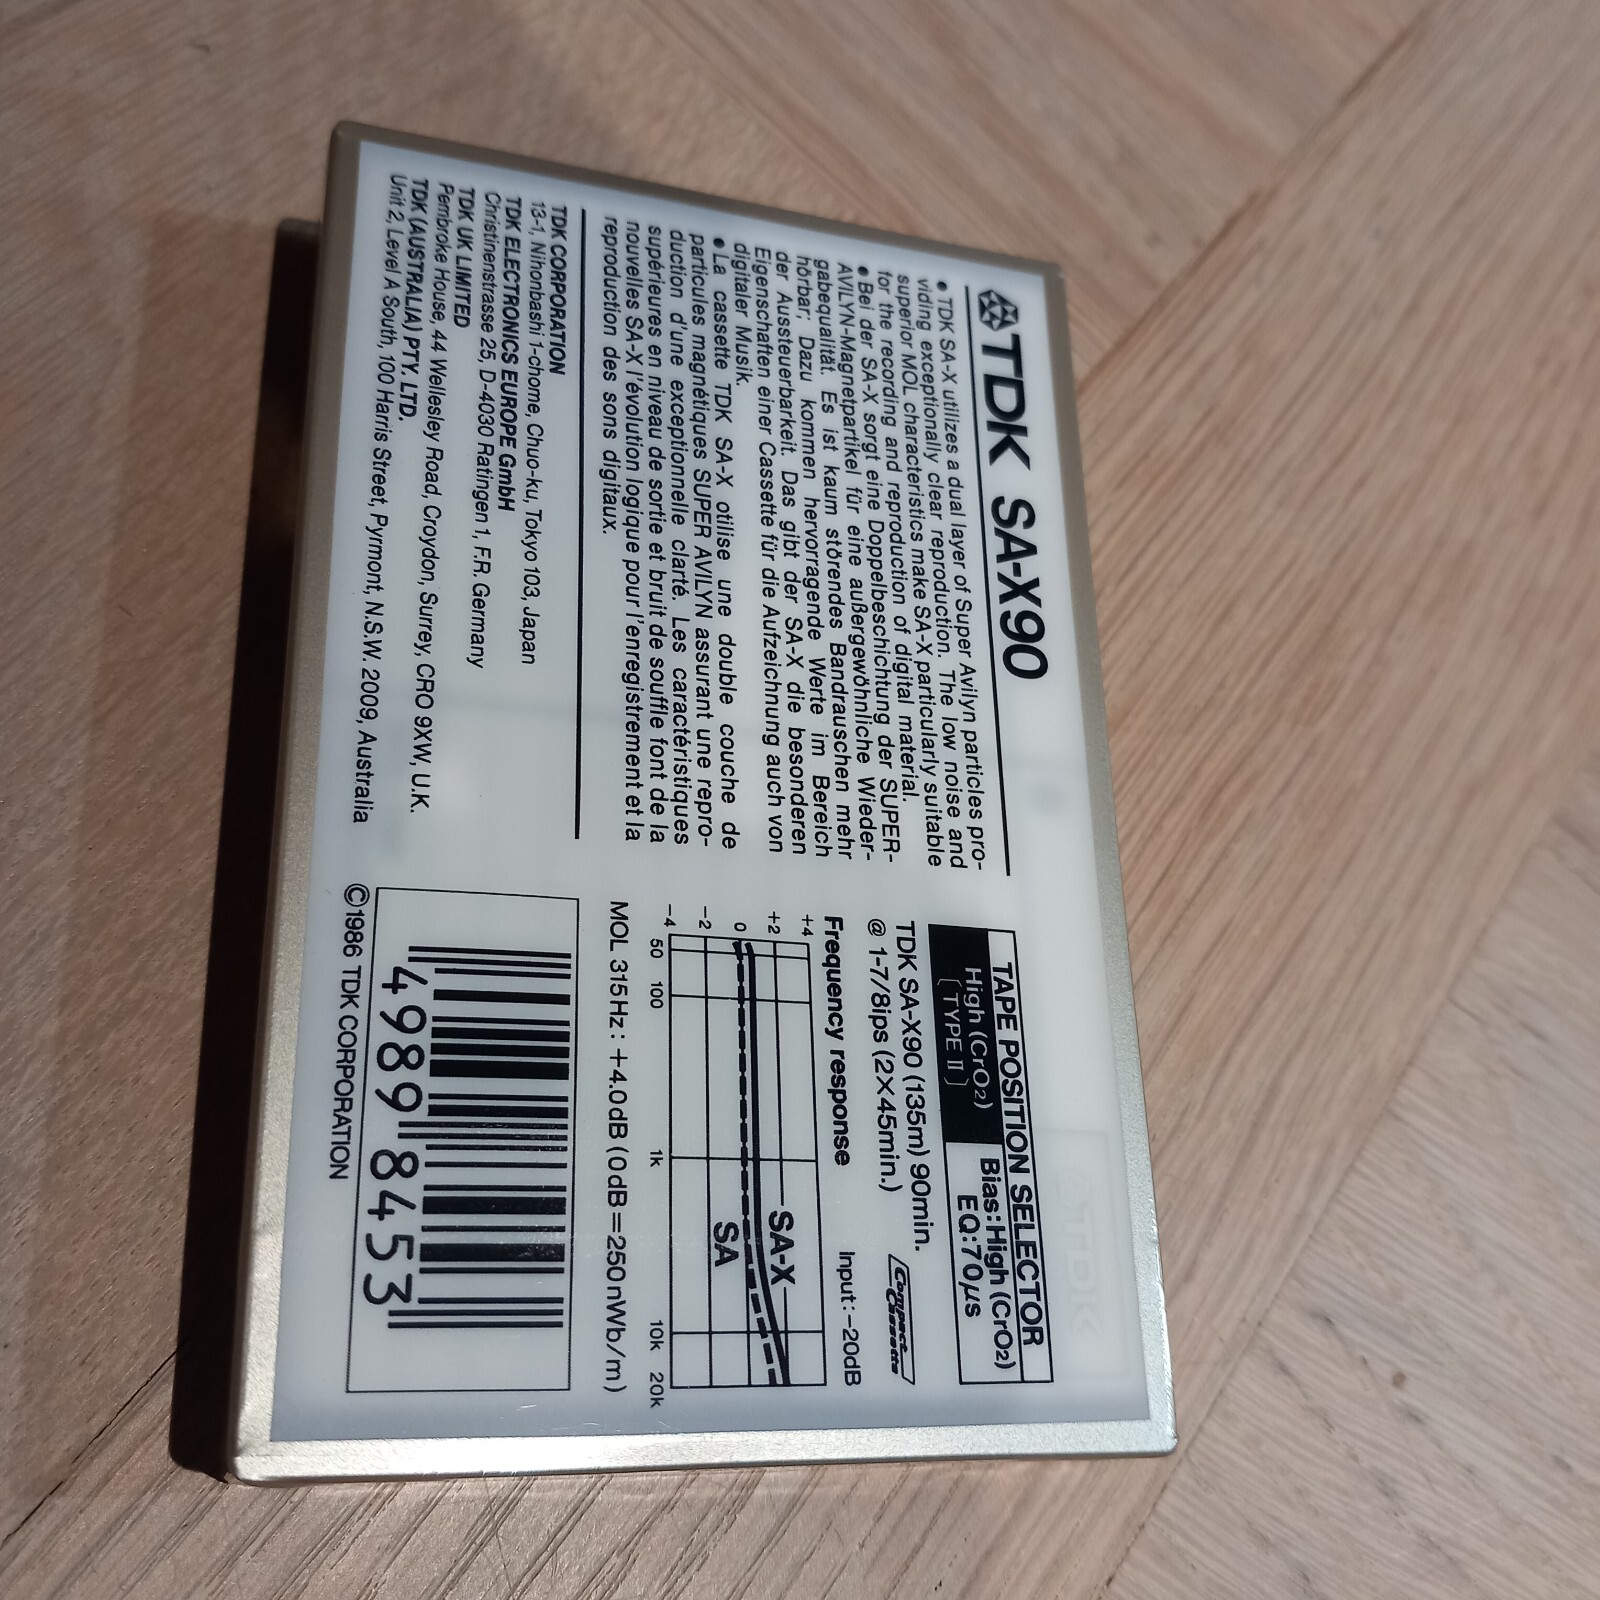 TDK SA-X90
• TDK SA-X utilizes a dual layer of Super Avilyn particles pro-
viding exceptionally clear reproduction. The low noise and
superior MOL characteristics make SA-X particularly suitable
for the recording and reproduction of digital material.
• Bei der SA-X sorgt eine Doppelbeschichtung der SUPER-
AVILYN-Magnetpartikel für eine außergewöhnliche Wieder-
gabequalität. Es ist kaum störendes Bandrauschen mehr
hörbar; Dazu kommen hervorragende Werte im Bereich
der Aussteuerbarkeit. Das gibt der SA-X die besonderen
Eigenschaften einer Cassette für die Aufzeichnung auch von
digitaler Musik.
• La cassette TDK SA-X otilise une double couche de
particules magnétiques SUPER AVILYN assurant une repro-
duction d'une exceptionnelle clarté. Les caractéristiques
supérieures en niveau de sortie et bruit de souffle font de la
nouvelles SA-X l'évolution logique pour l'enregistrement et la
reproduction des sons digitaux.
TDK CORPORATION
13-1, Nihonbashi 1-chome, Chuo-ku, Tokyo 103, Japan
TDK ELECTRONICS EUROPE GmbH
Christinenstrasse 25, D-4030 Ratingen 1, F.R. Germany
TDK UK LIMITED
Pembroke House, 44 Wellesley Road, Croydon, Surrey, CRO 9XW, U.K.
TDK (AUSTRALIA) PTY. LTD.
Unit 2, Level A South, 100 Harris Street, Pyrmont, N.S.W. 2009, Australia
TAPE POSITION SELECTOR
High (CrO2)
[TYPE II]
Bias: High (CrO2)
EQ: 70μs
TDK SA-X90 (135m) 90min.
@ 1-7/8ips (2×45min.)
Compact Cassette
Frequency response
Input: −20dB
+4
+2
0
−2
−4
SA-X
SA
50 100 1k 10k 20k
MOL 315Hz: +4.0dB (0dB=250nWb/m)
4989 8453
©1986 TDK CORPORATION
TDK